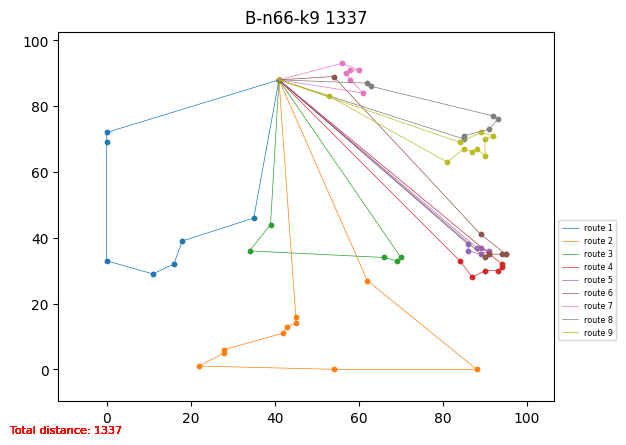 B-n66-k9 1337
100
80
60
40
20
0
0 20 40 60 80 100
route 1
route 2
route 3
route 4
route 5
route 6
route 7
route 8
route 9
Total distance: 1337